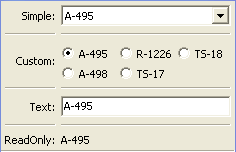 Simple: A-495
Custom: A-495 R-1226 TS-18
A-498 TS-17
Text: A-495
ReadOnly: A-495